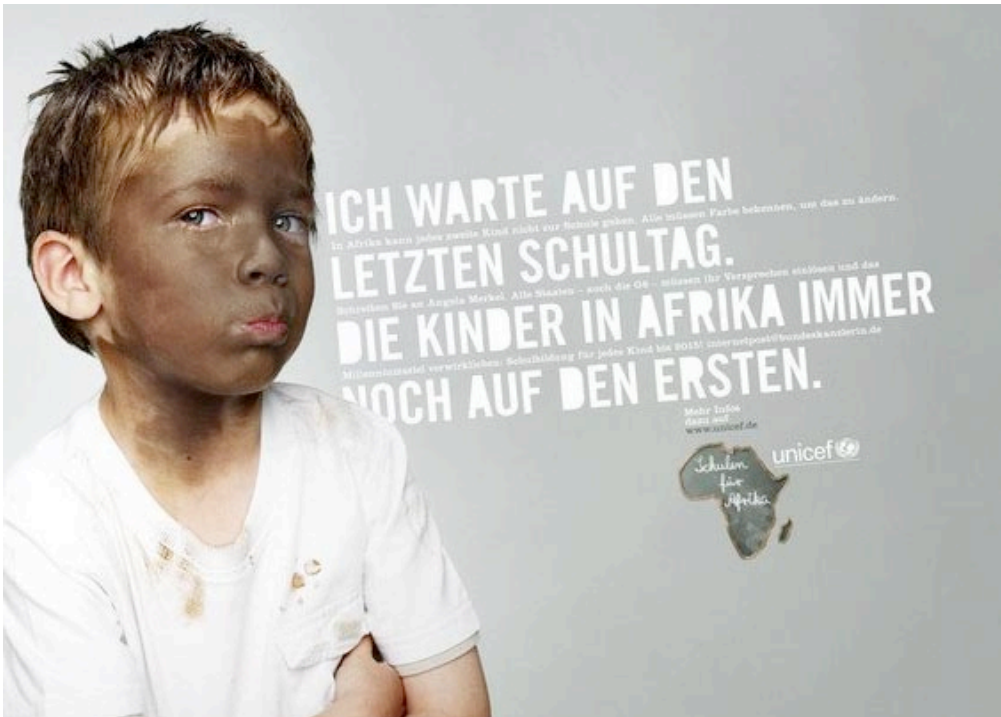 ICH WARTE AUF DEN
In Afrika kann jedes zweite Kind nicht zur Schule gehen. Alle müssen Farbe bekennen, um das zu ändern.
LETZTEN SCHULTAG.
Schreiben Sie an Angela Merkel. Alle Staaten – auch die G8 – müssen ihr Versprechen einlösen und das
DIE KINDER IN AFRIKA IMMER
Millenniumsziel verwirklichen: Schulbildung für jedes Kind bis 2015! internetpost@bundeskanzlerin.de
NOCH AUF DEN ERSTEN.
Mehr Infos
dazu auf
www.unicef.de
unicef
Schulen
für
Afrika